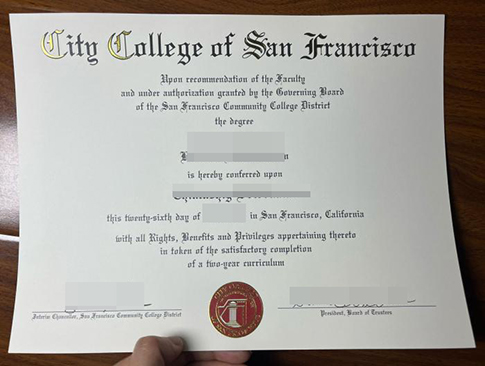 City College of San Francisco
Upon recommendation of the Faculty
and under authorization granted by the Governing Board
of the San Francisco Community College District
the degree
is hereby conferred upon
this twenty-sixth day of in San Francisco, California
with all Rights, Benefits and Privileges appertaining thereto
in token of the satisfactory completion
of a two-year curriculum
Interim Chancellor, San Francisco Community College District
President, Board of Trustees